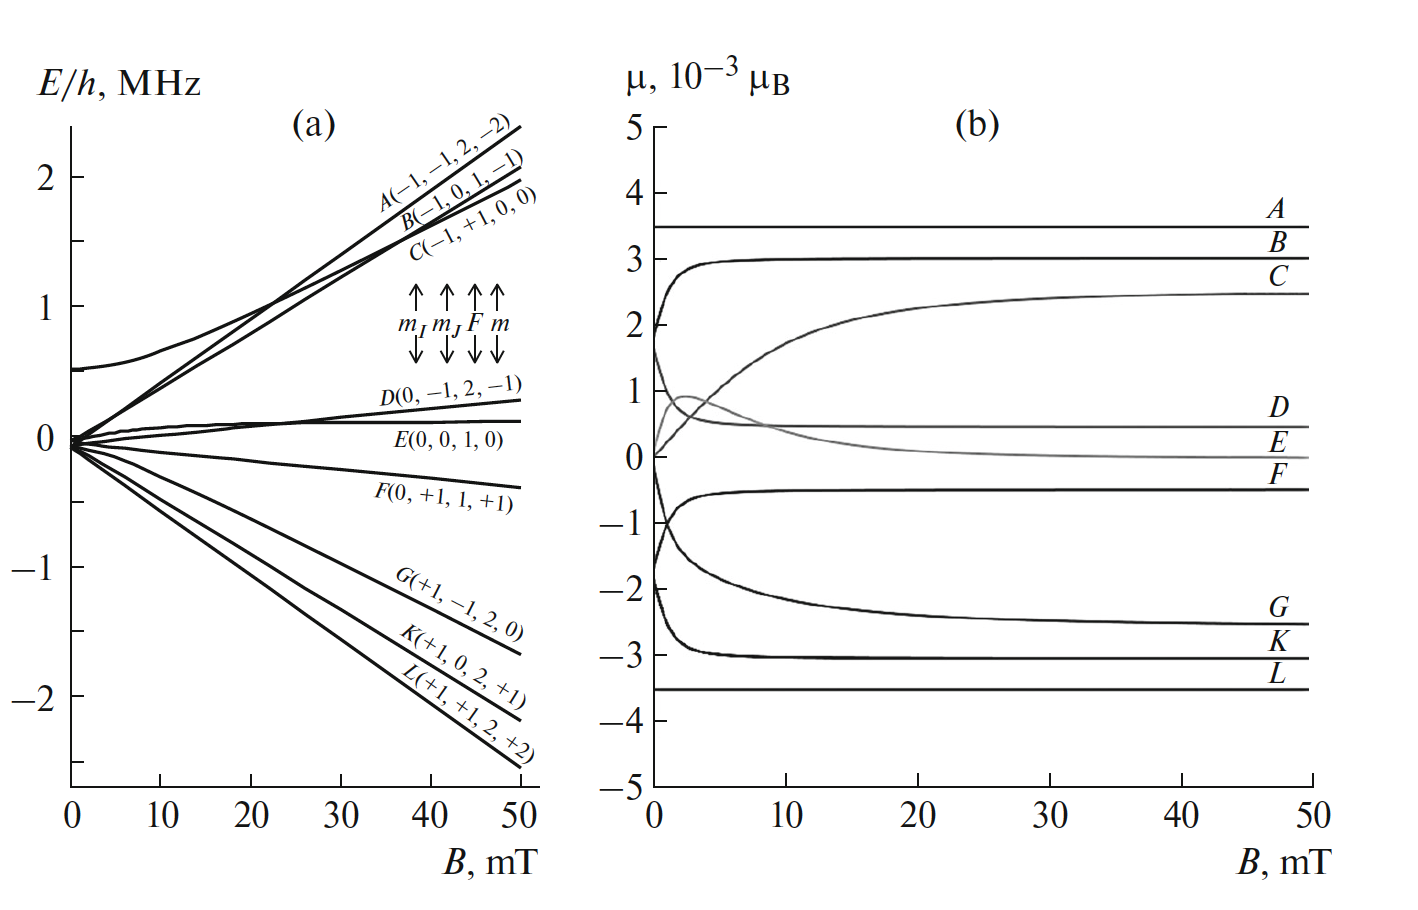 E/h, MHz
(a)
2
1
0
−1
−2
A(−1, −1, 2, −2)
B(−1, 0, 1, −1)
C(−1, +1, 0, 0)
m_I m_J F m
D(0, −1, 2, −1)
E(0, 0, 1, 0)
F(0, +1, 1, +1)
G(+1, −1, 2, 0)
K(+1, 0, 2, +1)
L(+1, +1, 2, +2)
0 10 20 30 40 50
B, mT
μ, 10⁻³ μ_B
(b)
5
4
3
2
1
0
−1
−2
−3
−4
−5
A
B
C
D
E
F
G
K
L
0 10 20 30 40 50
B, mT